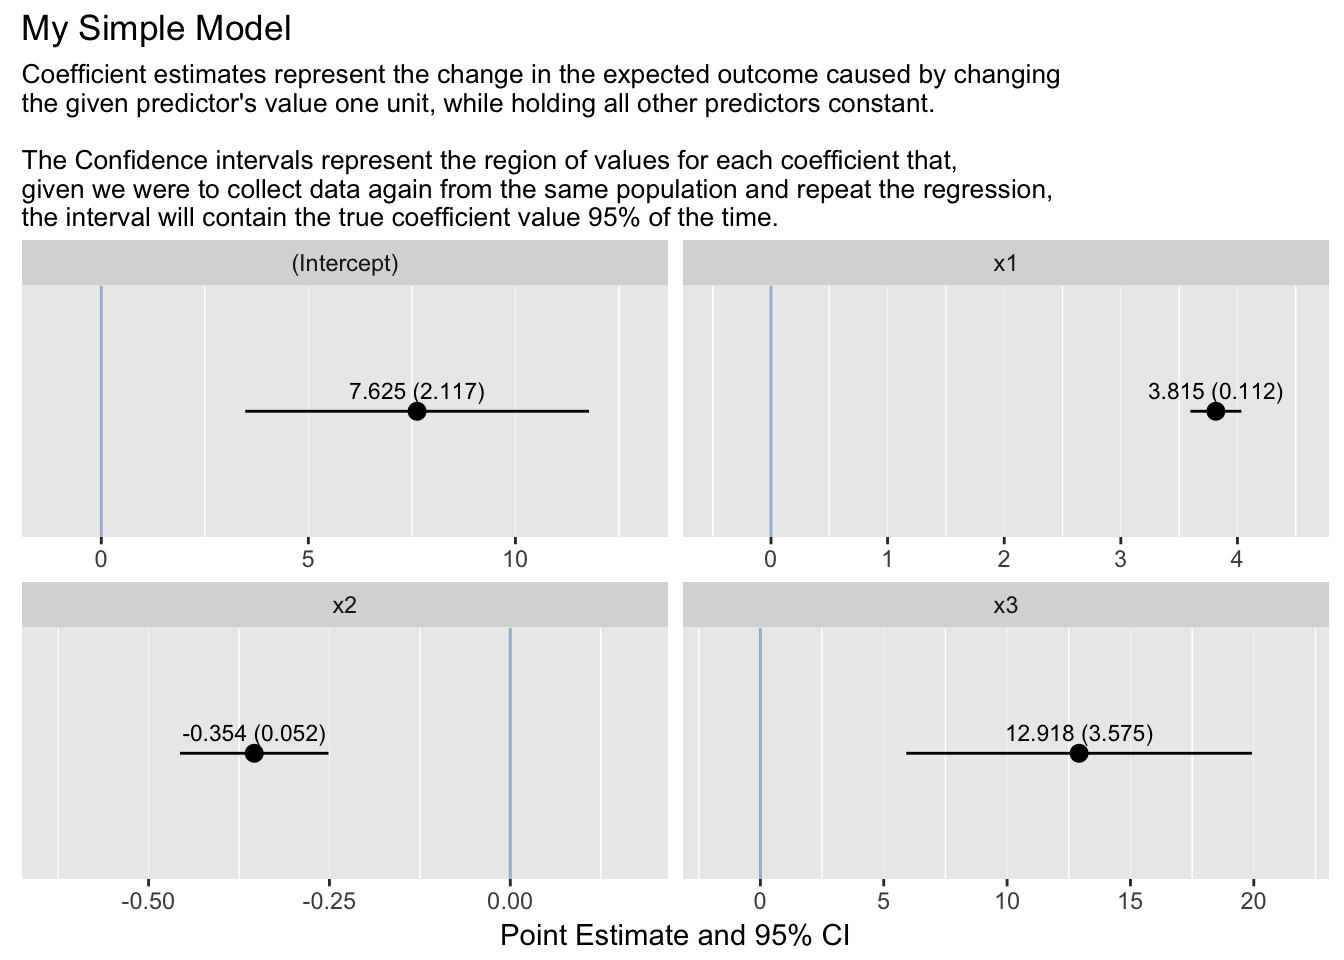 My Simple Model
Coefficient estimates represent the change in the expected outcome caused by changing
the given predictor's value one unit, while holding all other predictors constant.
The Confidence intervals represent the region of values for each coefficient that,
given we were to collect data again from the same population and repeat the regression,
the interval will contain the true coefficient value 95% of the time.
(Intercept)
7.625 (2.117)
0 5 10
x1
3.815 (0.112)
0 1 2 3 4
x2
-0.354 (0.052)
-0.50 -0.25 0.00
x3
12.918 (3.575)
0 5 10 15 20
Point Estimate and 95% CI